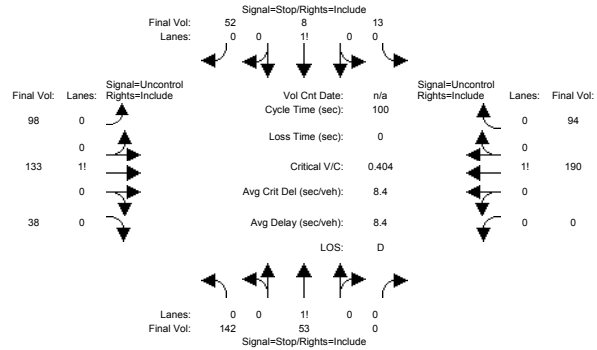 Signal=Stop/Rights=Include
Final Vol: 52 8 13
Lanes: 0 0 1! 0 0
Signal=Uncontrol
Final Vol: Lanes: Rights=Include
Vol Cnt Date: n/a
Signal=Uncontrol
Rights=Include Lanes: Final Vol:
Cycle Time (sec): 100
98 0
0 94
0
Loss Time (sec): 0
0
133 1!
Critical V/C: 0.404
1! 190
0
Avg Crit Del (sec/veh): 8.4
0
38 0
Avg Delay (sec/veh): 8.4
0 0
LOS: D
Lanes: 0 0 1! 0 0
Final Vol: 142 53 0
Signal=Stop/Rights=Include